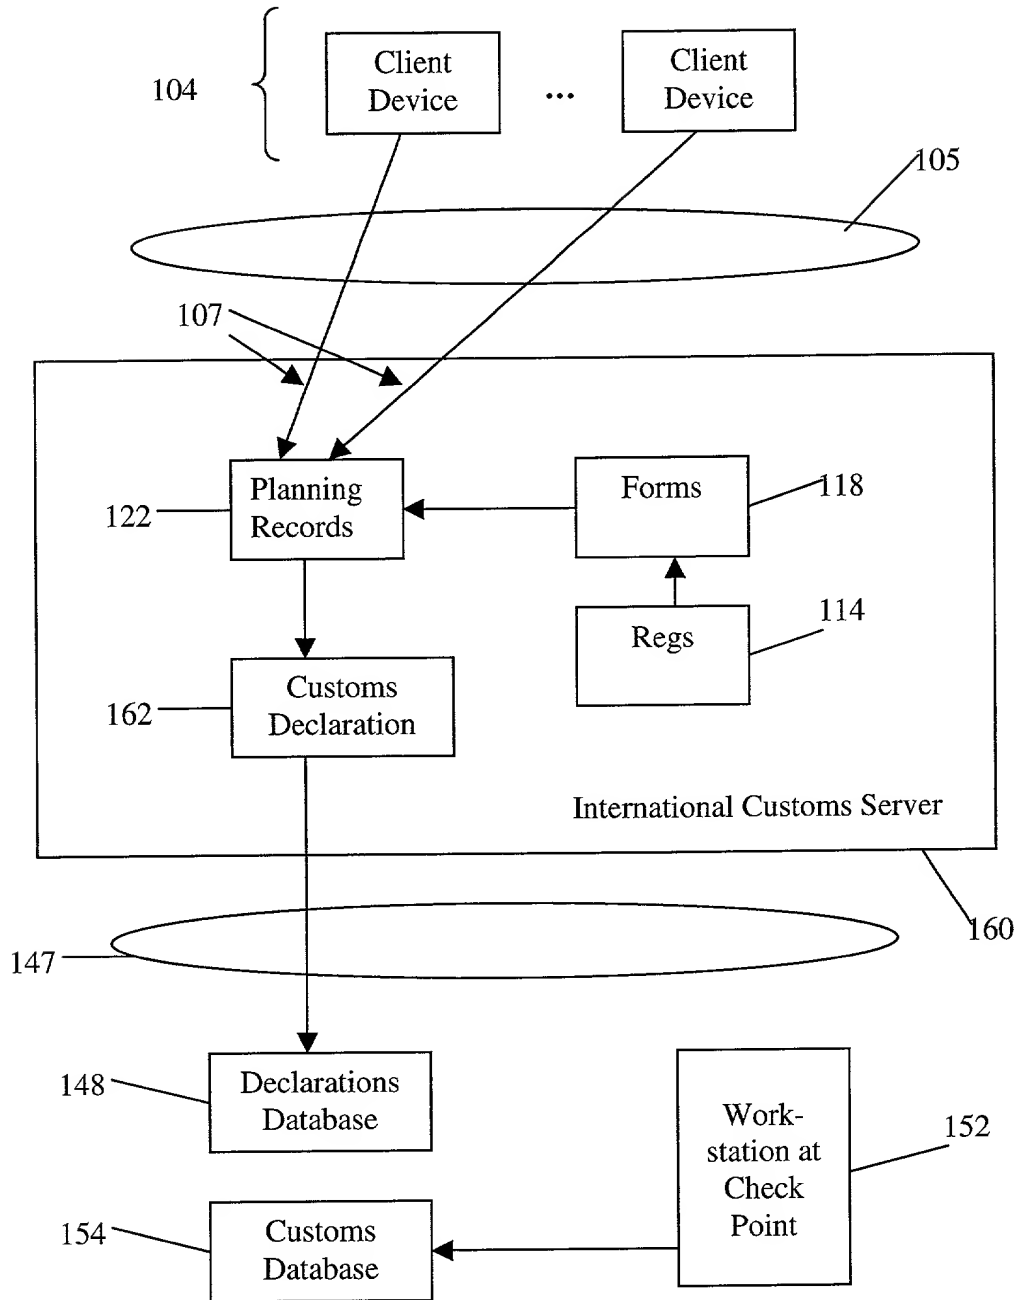 104
Client
Device
...
Client
Device
105
107
122
Planning
Records
Forms
118
Regs
114
162
Customs
Declaration
International Customs Server
160
147
148
Declarations
Database
Work-
station at
Check
Point
152
154
Customs
Database